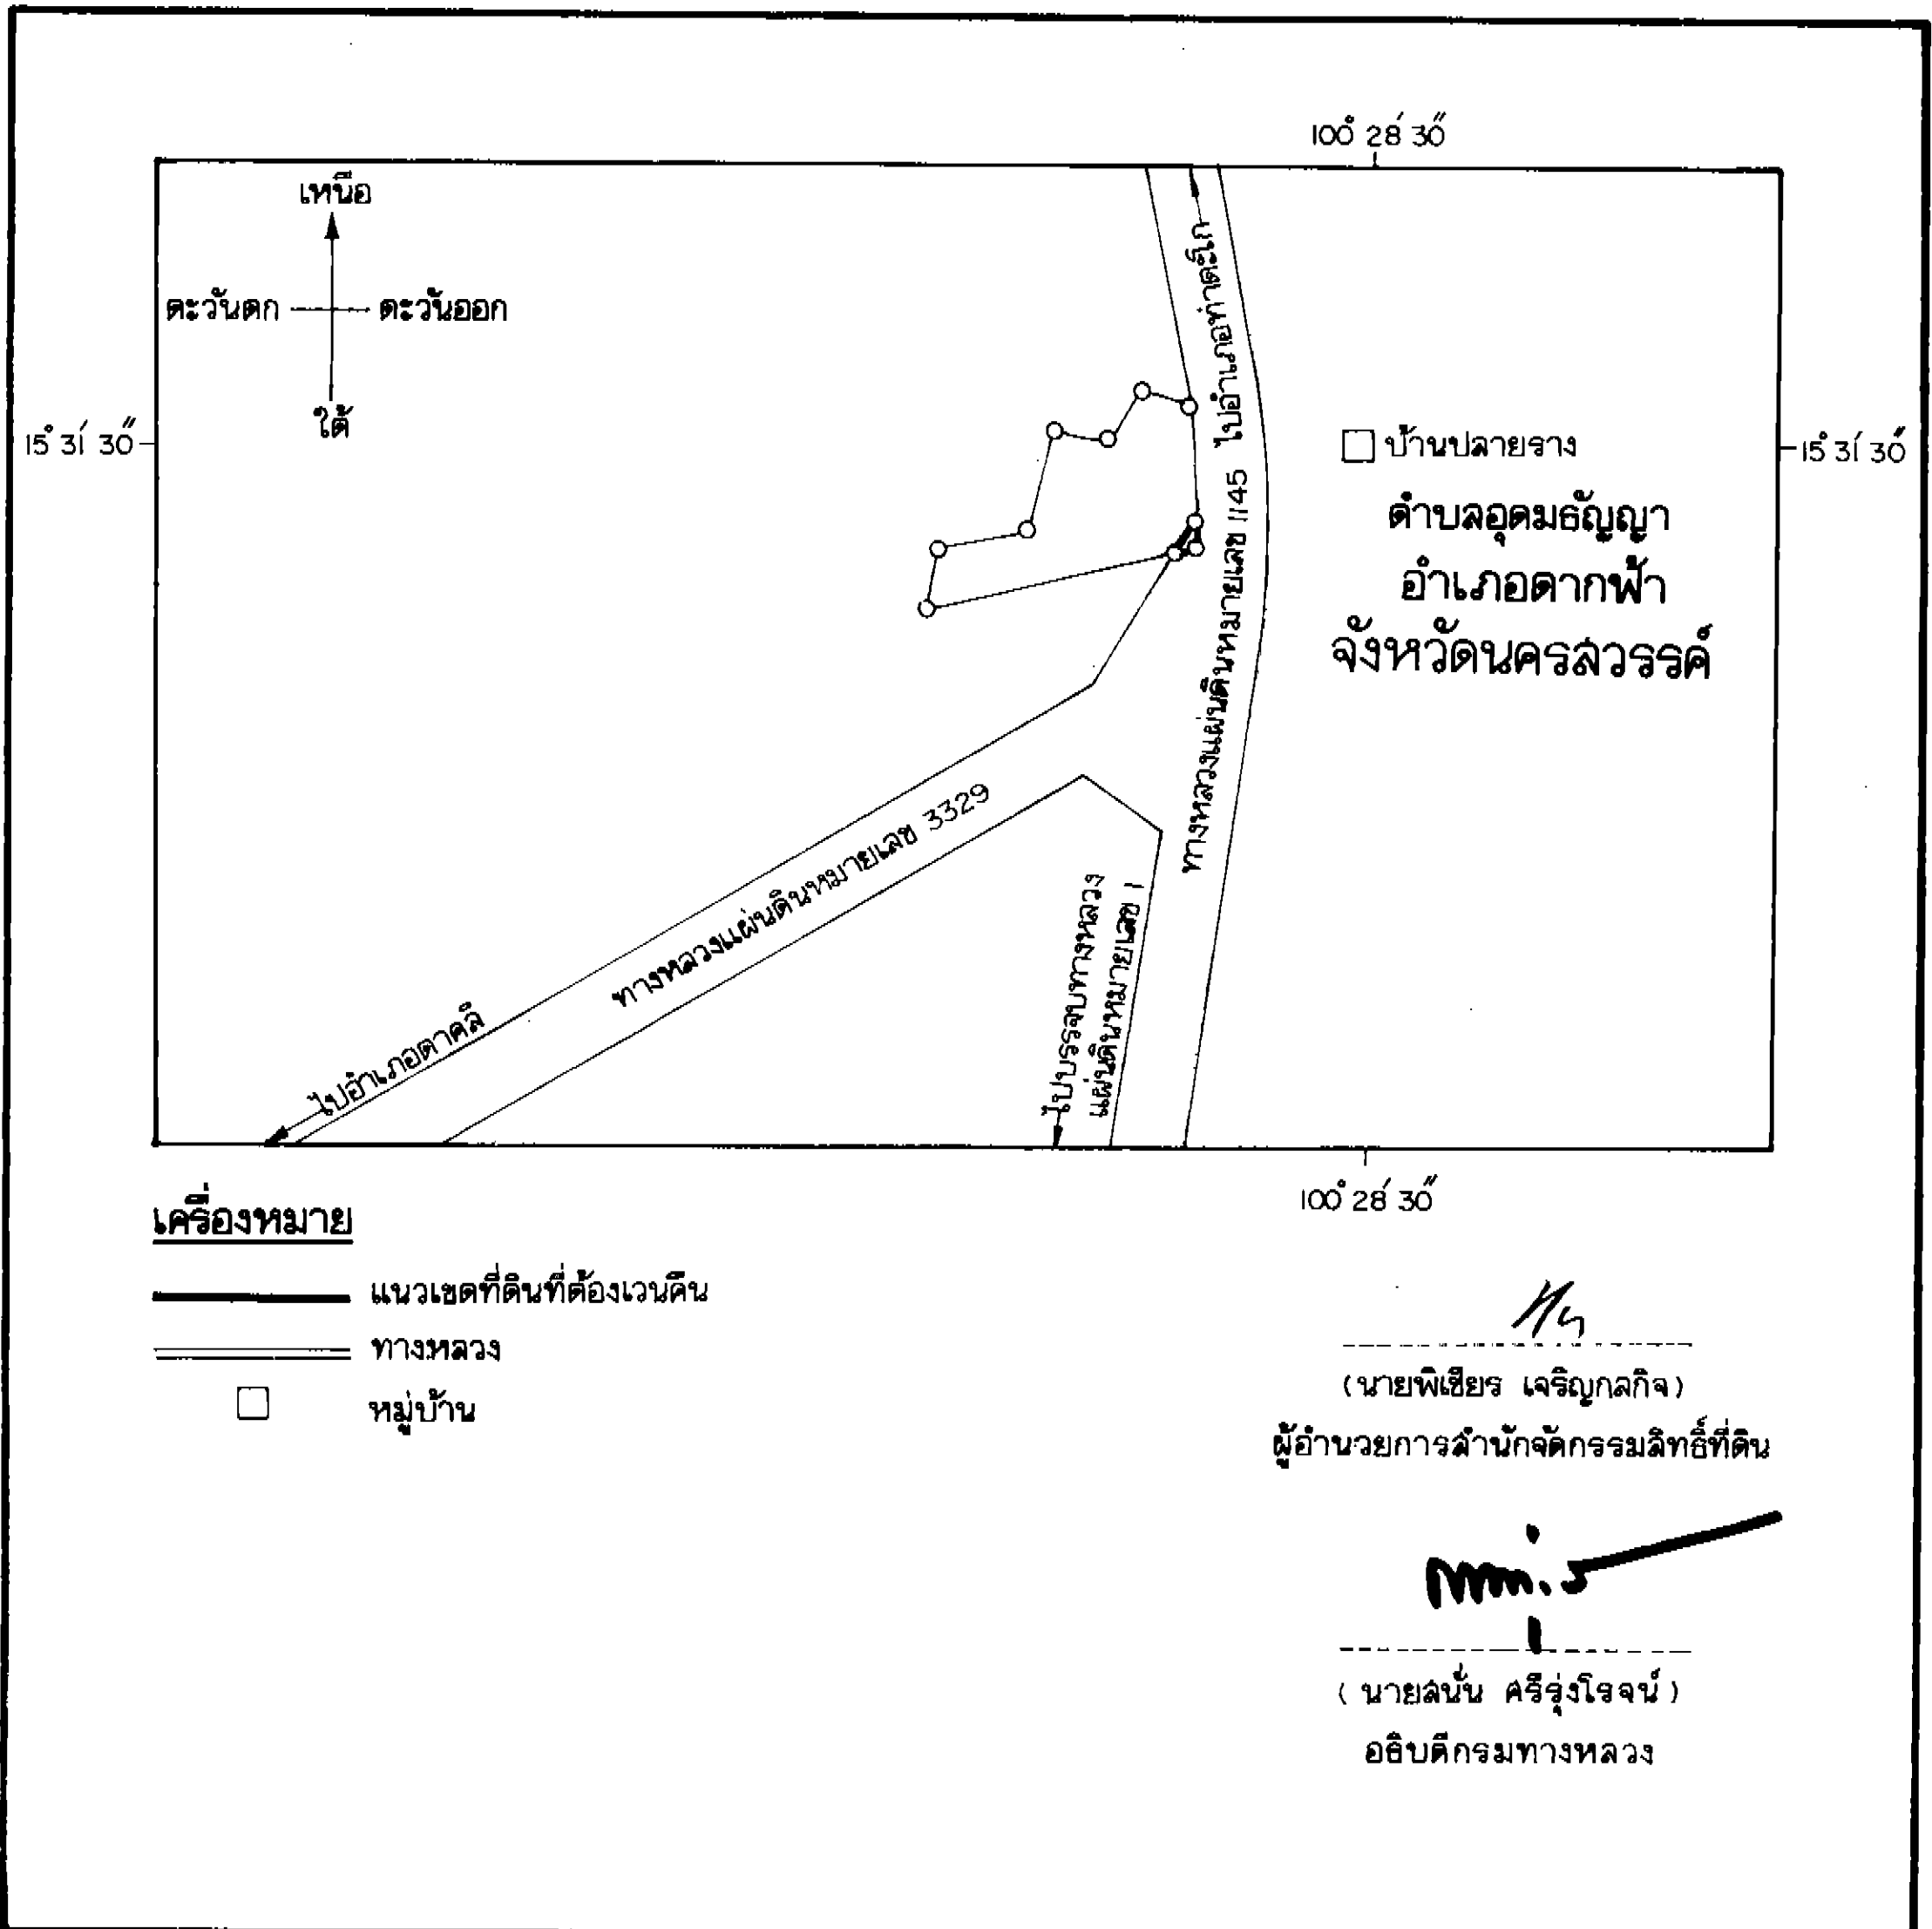 100° 28′ 30″
เหนือ
ตะวันตก
ตะวันออก
ใต้
15° 31′ 30″
15° 31′ 30″
ไปอำเภอท่าตะโก
ทางหลวงแผ่นดินหมายเลข 1145
บ้านปลายราง
ตำบลอุดมธัญญา
อำเภอตากฟ้า
จังหวัดนครสวรรค์
ทางหลวงแผ่นดินหมายเลข 3329
ไปอำเภอตาคลี
ไปบรรจบทางหลวง
แผ่นดินหมายเลข 1
100° 28′ 30″
เครื่องหมาย
แนวเขตที่ดินที่ต้องเวนคืน
ทางหลวง
หมู่บ้าน
(นายพิเชียร เจริญกลกิจ)
ผู้อำนวยการสำนักจัดกรรมสิทธิ์ที่ดิน
(นายสนั่น ศรีรุ่งโรจน์)
อธิบดีกรมทางหลวง